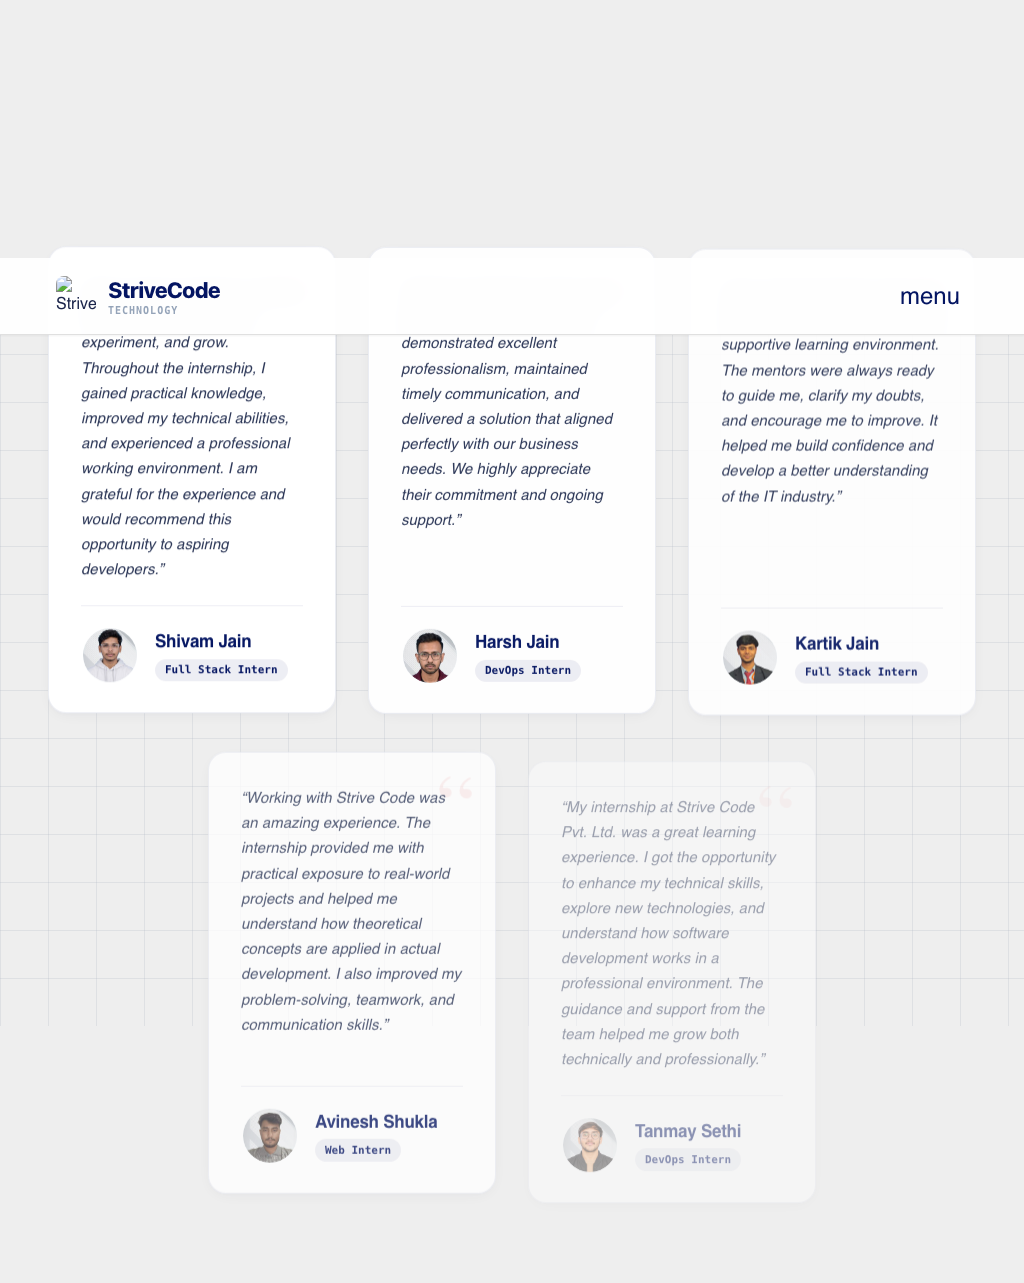 Strive
StriveCode
TECHNOLOGY
menu
experiment, and grow.
Throughout the internship, I
gained practical knowledge,
improved my technical abilities,
and experienced a professional
working environment. I am
grateful for the experience and
would recommend this
opportunity to aspiring
developers.”
Shivam Jain
Full Stack Intern
demonstrated excellent
professionalism, maintained
timely communication, and
delivered a solution that aligned
perfectly with our business
needs. We highly appreciate
their commitment and ongoing
support.”
Harsh Jain
DevOps Intern
supportive learning environment.
The mentors were always ready
to guide me, clarify my doubts,
and encourage me to improve. It
helped me build confidence and
develop a better understanding
of the IT industry.”
Kartik Jain
Full Stack Intern
“Working with Strive Code was
an amazing experience. The
internship provided me with
practical exposure to real-world
projects and helped me
understand how theoretical
concepts are applied in actual
development. I also improved my
problem-solving, teamwork, and
communication skills.”
Avinesh Shukla
Web Intern
“My internship at Strive Code
Pvt. Ltd. was a great learning
experience. I got the opportunity
to enhance my technical skills,
explore new technologies, and
understand how software
development works in a
professional environment. The
guidance and support from the
team helped me grow both
technically and professionally.”
Tanmay Sethi
DevOps Intern